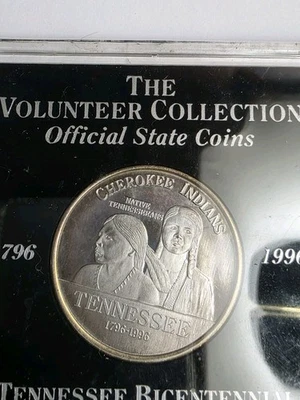 THE
VOLUNTEER COLLECTION
Official State Coins
CHEROKEE INDIANS
NATIVE
TENNESSEANS
796
1996
TENNESSEE
1796-1996
TENNESSEE BICENTENNIAL